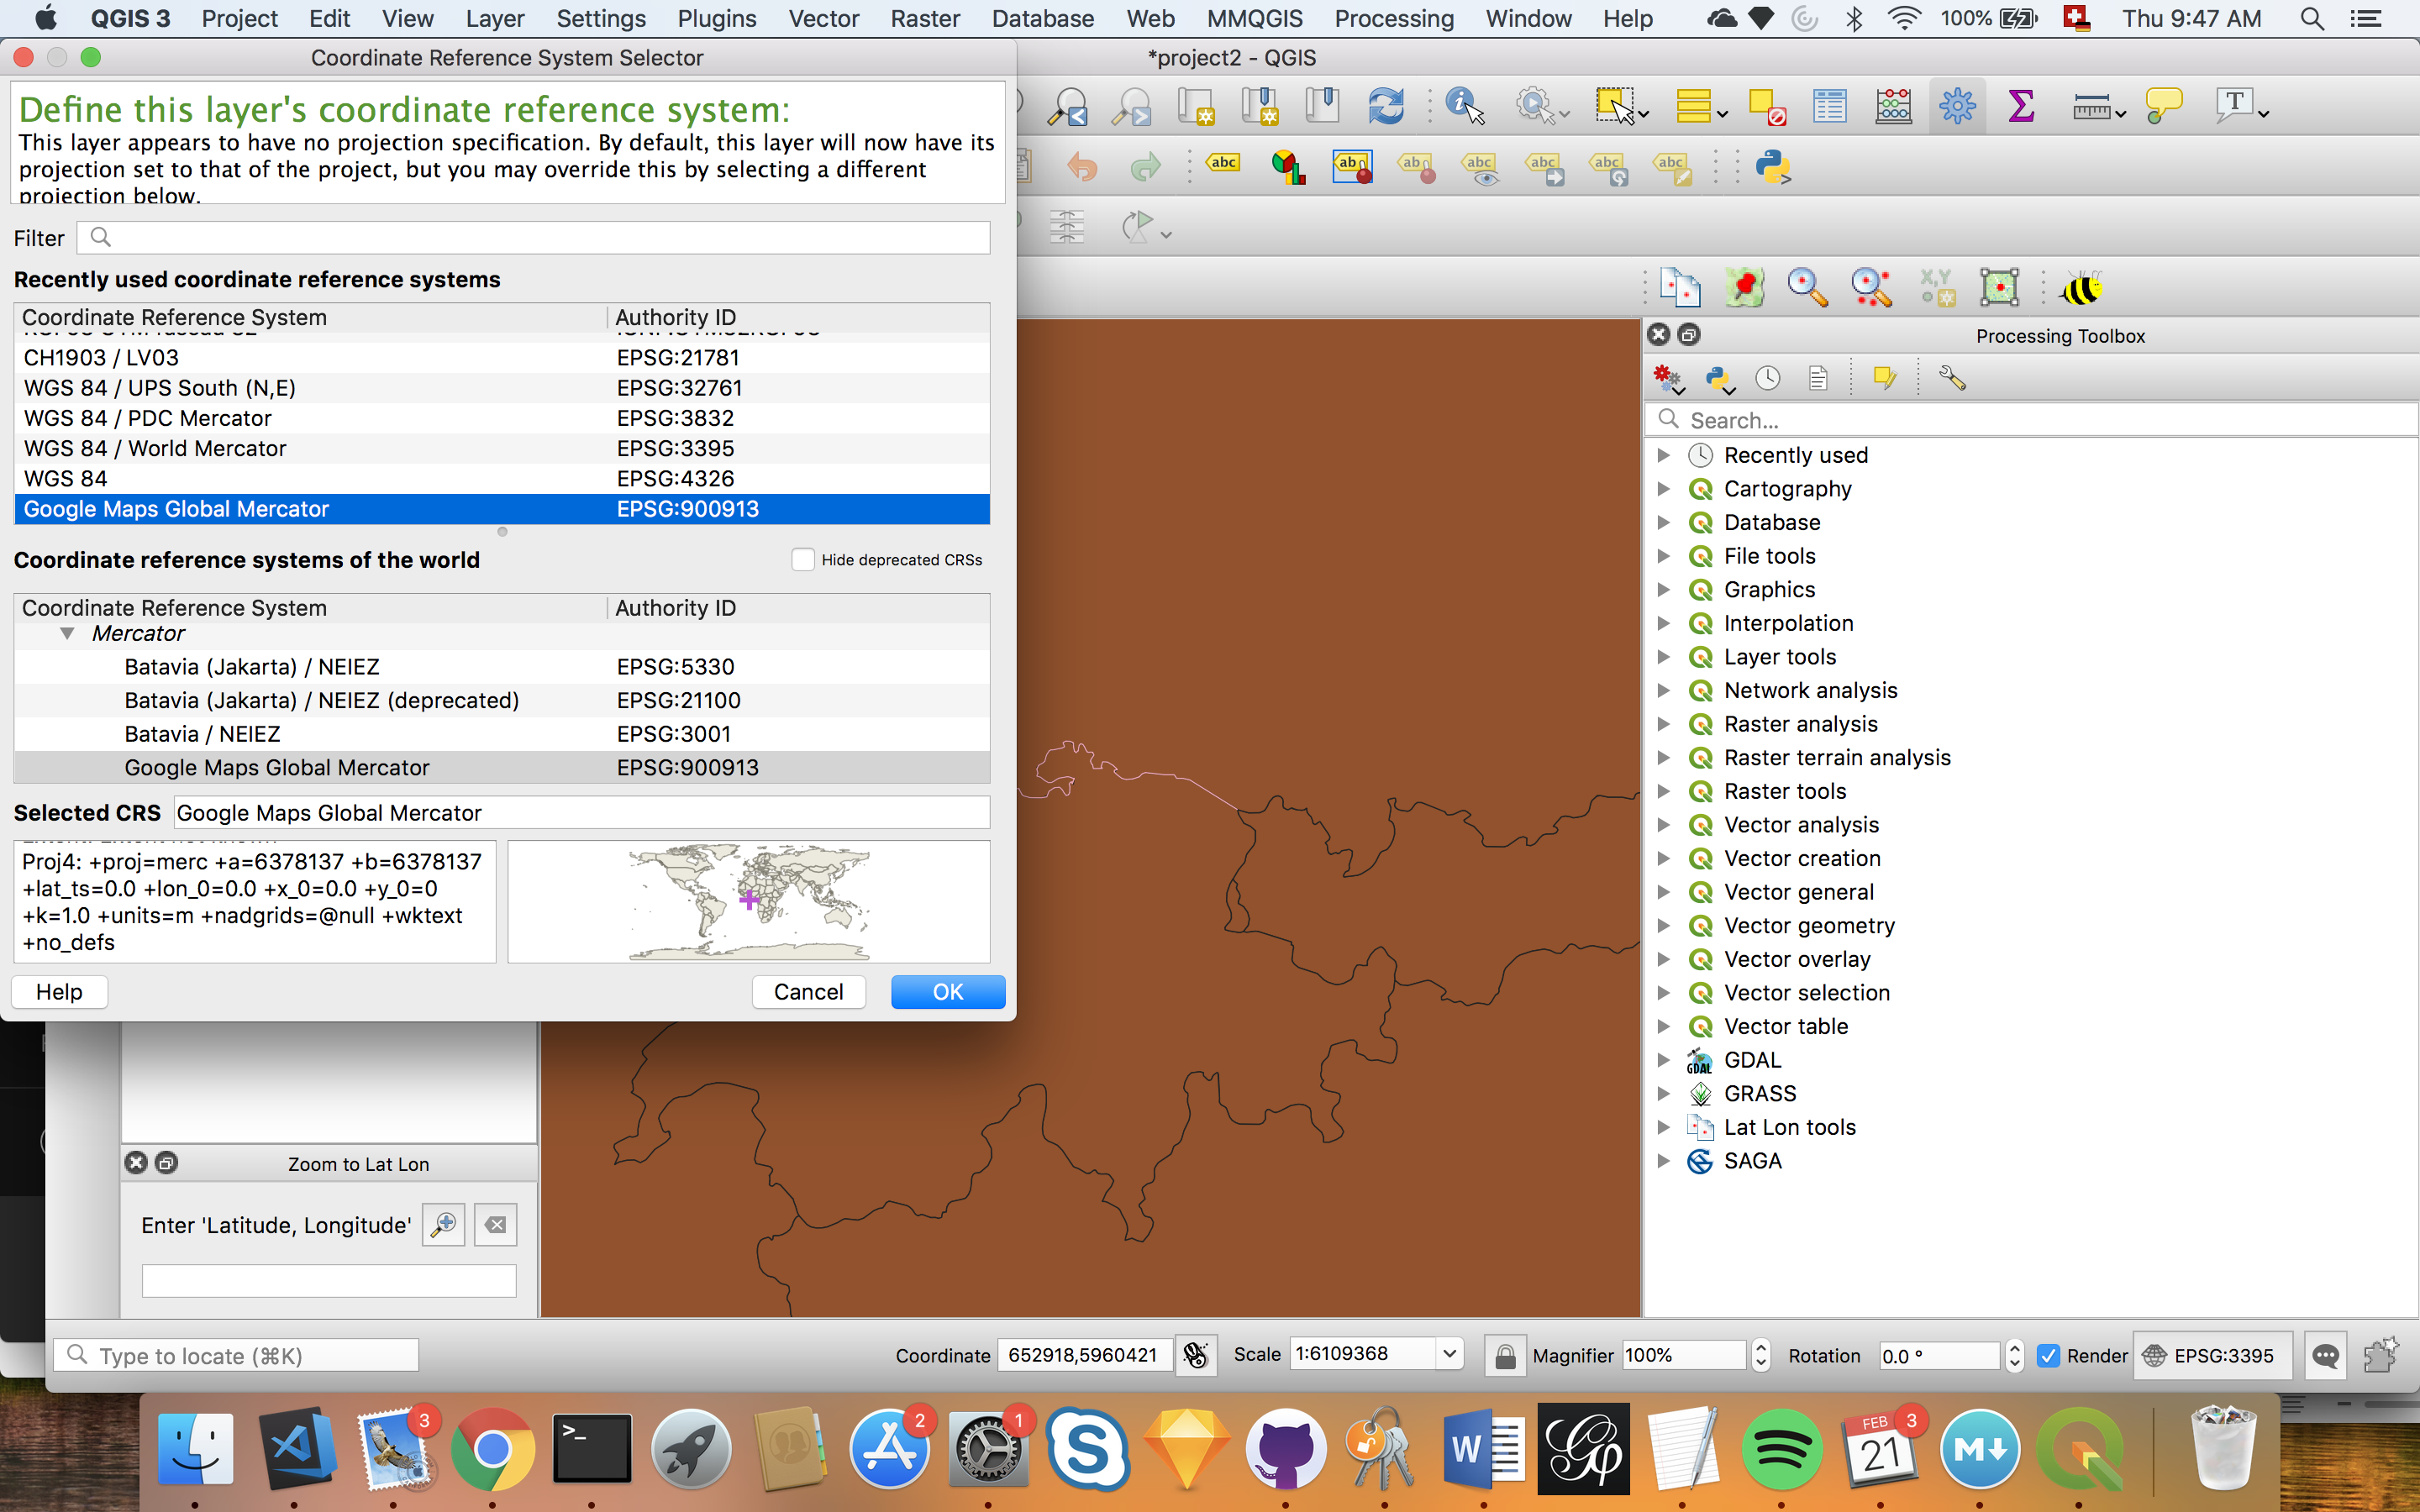 QGIS 3 Project Edit View Layer Settings Plugins Vector Raster Database Web MMQGIS Processing Window Help 100% Thu 9:47 AM
Coordinate Reference System Selector
*project2 - QGIS
Define this layer's coordinate reference system:
This layer appears to have no projection specification. By default, this layer will now have its
projection set to that of the project, but you may override this by selecting a different
projection below.
Filter
Recently used coordinate reference systems
Coordinate Reference System Authority ID
CH1903 / LV03 EPSG:21781
WGS 84 / UPS South (N,E) EPSG:32761
WGS 84 / PDC Mercator EPSG:3832
WGS 84 / World Mercator EPSG:3395
WGS 84 EPSG:4326
Google Maps Global Mercator EPSG:900913
Coordinate reference systems of the world
Hide deprecated CRSs
Coordinate Reference System Authority ID
Mercator
Batavia (Jakarta) / NEIEZ EPSG:5330
Batavia (Jakarta) / NEIEZ (deprecated) EPSG:21100
Batavia / NEIEZ EPSG:3001
Google Maps Global Mercator EPSG:900913
Selected CRS Google Maps Global Mercator
Proj4: +proj=merc +a=6378137 +b=6378137
+lat_ts=0.0 +lon_0=0.0 +x_0=0.0 +y_0=0
+k=1.0 +units=m +nadgrids=@null +wktext
+no_defs
Help Cancel OK
abc ab ab abc abc abc abc
X,Y
T
Processing Toolbox
Search...
Recently used
Cartography
Database
File tools
Graphics
Interpolation
Layer tools
Network analysis
Raster analysis
Raster terrain analysis
Raster tools
Vector analysis
Vector creation
Vector general
Vector geometry
Vector overlay
Vector selection
Vector table
GDAL GDAL
GRASS
Lat Lon tools
SAGA
Zoom to Lat Lon
Enter 'Latitude, Longitude'
Type to locate (⌘K)
Coordinate 652918,5960421 Scale 1:6109368 Magnifier 100% Rotation 0.0 ° Render EPSG:3395
3 >_ 2 1 S W Gφ FEB 21 3 M↓